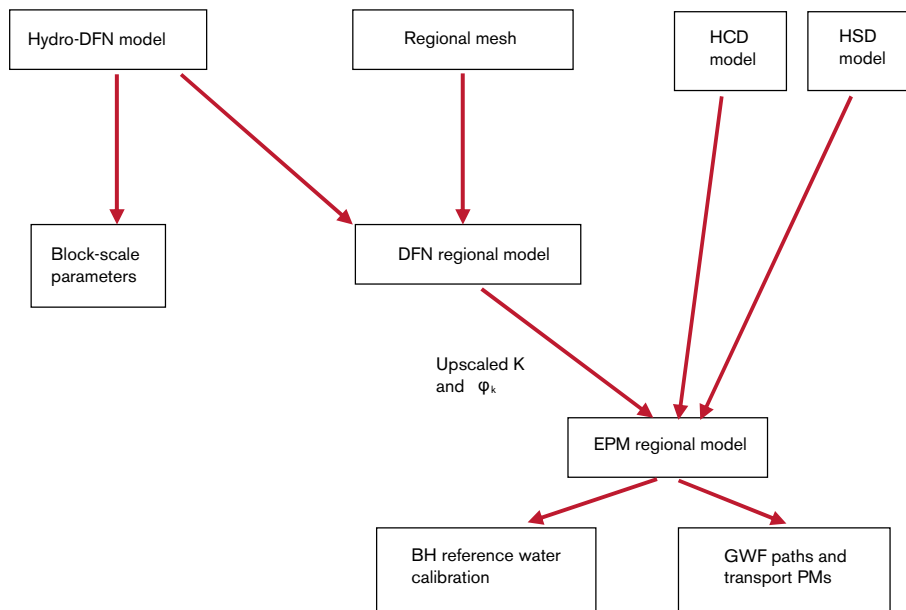 Hydro-DFN model
Regional mesh
HCD
model
HSD
model
Block-scale
parameters
DFN regional model
Upscaled K
and φₖ
EPM regional model
BH reference water
calibration
GWF paths and
transport PMs